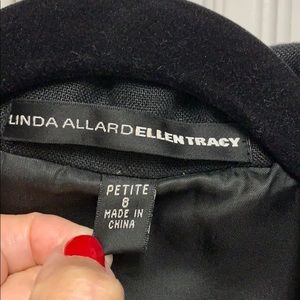 LINDA ALLARD ELLEN TRACY
PETITE
8
MADE IN
CHINA